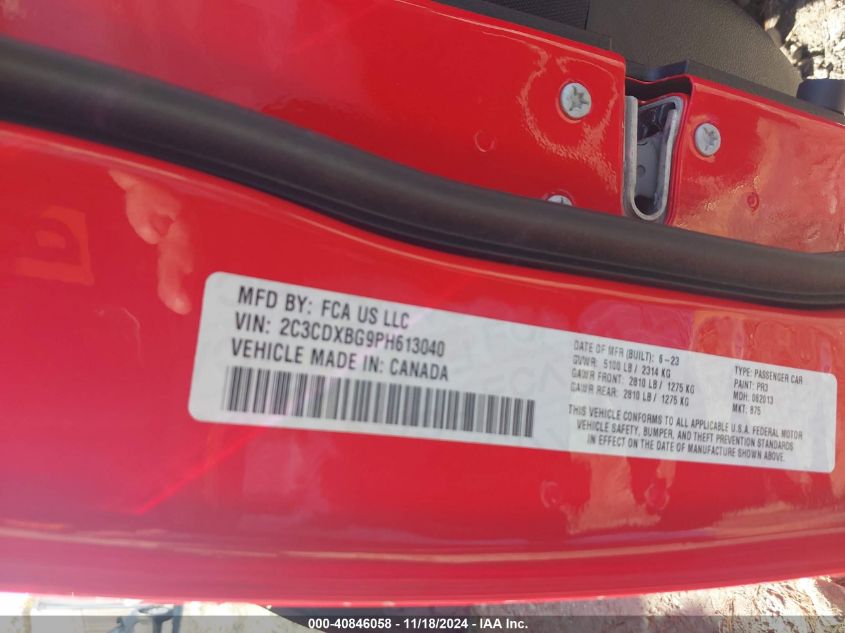 MFD BY: FCA US LLC
VIN: 2C3CDXBG9PH613040
VEHICLE MADE IN: CANADA
DATE OF MFR (BUILT): 6-23
GVWR: 5100 LB / 2314 KG
GAWR FRONT: 2810 LB / 1275 KG
GAWR REAR: 2810 LB / 1275 KG
TYPE: PASSENGER CAR
PAINT: PR3
MDH: 062013
MKT: 875
THIS VEHICLE CONFORMS TO ALL APPLICABLE U.S.A. FEDERAL MOTOR
VEHICLE SAFETY, BUMPER, AND THEFT PREVENTION STANDARDS
IN EFFECT ON THE DATE OF MANUFACTURE SHOWN ABOVE.
000-40846058 - 11/18/2024 - IAA Inc.